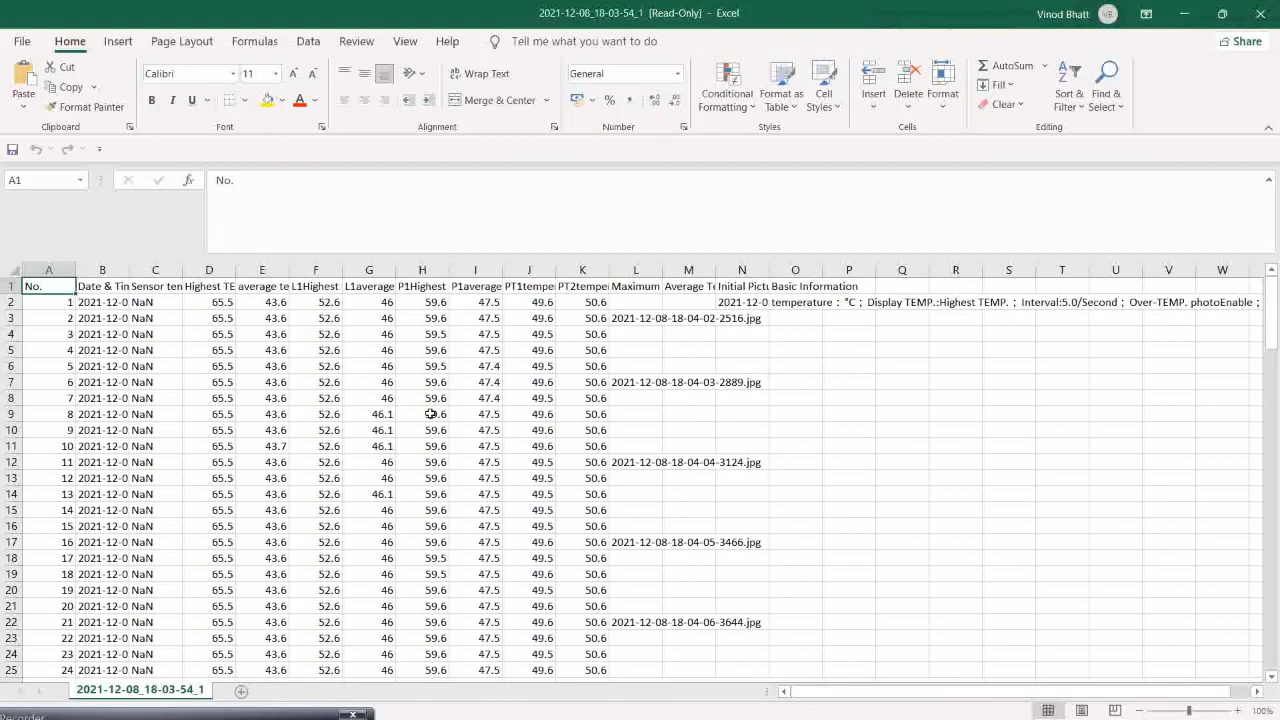 2021-12-08_18-03-54_1 [Read-Only] - Excel
Vinod Bhatt VB
File Home Insert Page Layout Formulas Data Review View Help Tell me what you want to do Share
Paste Cut Copy Format Painter
Calibri 11 A A B I U A
Wrap Text Merge & Center
General % ,
Conditional Formatting Format as Table Cell Styles
Insert Delete Format
AutoSum Fill Clear Sort & Filter Find & Select
Clipboard Font Alignment Number Styles Cells Editing
A1 fx No.
A B C D E F G H I J K L M N O P Q R S T U V W
1 No. Date & Tin Sensor ten Highest TE average te L1Highest L1average P1Highest P1average PT1tempe PT2tempe Maximum Average Te Initial Pictu Basic Information
2 1 2021-12-0 NaN 65.5 43.6 52.6 46 59.6 47.5 49.6 50.6 2021-12-0 temperature : °C ; Display TEMP.:Highest TEMP. ; Interval:5.0/Second ; Over-TEMP. photoEnable ;
3 2 2021-12-0 NaN 65.5 43.6 52.6 46 59.6 47.5 49.6 50.6 2021-12-08-18-04-02-2516.jpg
4 3 2021-12-0 NaN 65.5 43.6 52.6 46 59.5 47.5 49.6 50.6
5 4 2021-12-0 NaN 65.5 43.6 52.6 46 59.6 47.5 49.6 50.6
6 5 2021-12-0 NaN 65.5 43.6 52.6 46 59.5 47.4 49.6 50.6
7 6 2021-12-0 NaN 65.5 43.6 52.6 46 59.6 47.4 49.6 50.6 2021-12-08-18-04-03-2889.jpg
8 7 2021-12-0 NaN 65.5 43.6 52.6 46 59.6 47.4 49.6 50.6
9 8 2021-12-0 NaN 65.5 43.6 52.6 46.1 47.5 49.6 50.6
10 9 2021-12-0 NaN 65.5 43.6 52.6 46.1 59.6 47.5 49.6 50.6
11 10 2021-12-0 NaN 65.5 43.7 52.6 46.1 59.6 47.5 49.5 50.6
12 11 2021-12-0 NaN 65.5 43.6 52.6 46 59.6 47.5 49.5 50.6 2021-12-08-18-04-04-3124.jpg
13 12 2021-12-0 NaN 65.5 43.6 52.6 46 59.6 47.5 49.5 50.6
14 13 2021-12-0 NaN 65.5 43.6 52.6 46.1 59.6 47.5 49.5 50.6
15 14 2021-12-0 NaN 65.5 43.6 52.6 46 59.6 47.5 49.5 50.6
16 15 2021-12-0 NaN 65.5 43.6 52.6 46 59.6 47.5 49.6 50.6
17 16 2021-12-0 NaN 65.5 43.6 52.6 46 59.6 47.5 49.6 50.6 2021-12-08-18-04-05-3466.jpg
18 17 2021-12-0 NaN 65.5 43.6 52.6 46 59.5 47.5 49.6 50.6
19 18 2021-12-0 NaN 65.5 43.6 52.6 46 59.5 47.5 49.6 50.6
20 19 2021-12-0 NaN 65.5 43.6 52.6 46 59.6 47.5 49.6 50.6
21 20 2021-12-0 NaN 65.5 43.6 52.6 46 59.6 47.5 49.6 50.6
22 21 2021-12-0 NaN 65.5 43.6 52.6 46 59.6 47.5 49.6 50.6 2021-12-08-18-04-06-3644.jpg
23 22 2021-12-0 NaN 65.5 43.6 52.6 46 59.6 47.5 49.6 50.6
24 23 2021-12-0 NaN 65.5 43.6 52.6 46 59.6 47.5 49.6 50.6
25 24 2021-12-0 NaN 65.5 43.6 52.6 46 59.6 47.5 49.6 50.6
2021-12-08_18-03-54_1
Recorder 100%